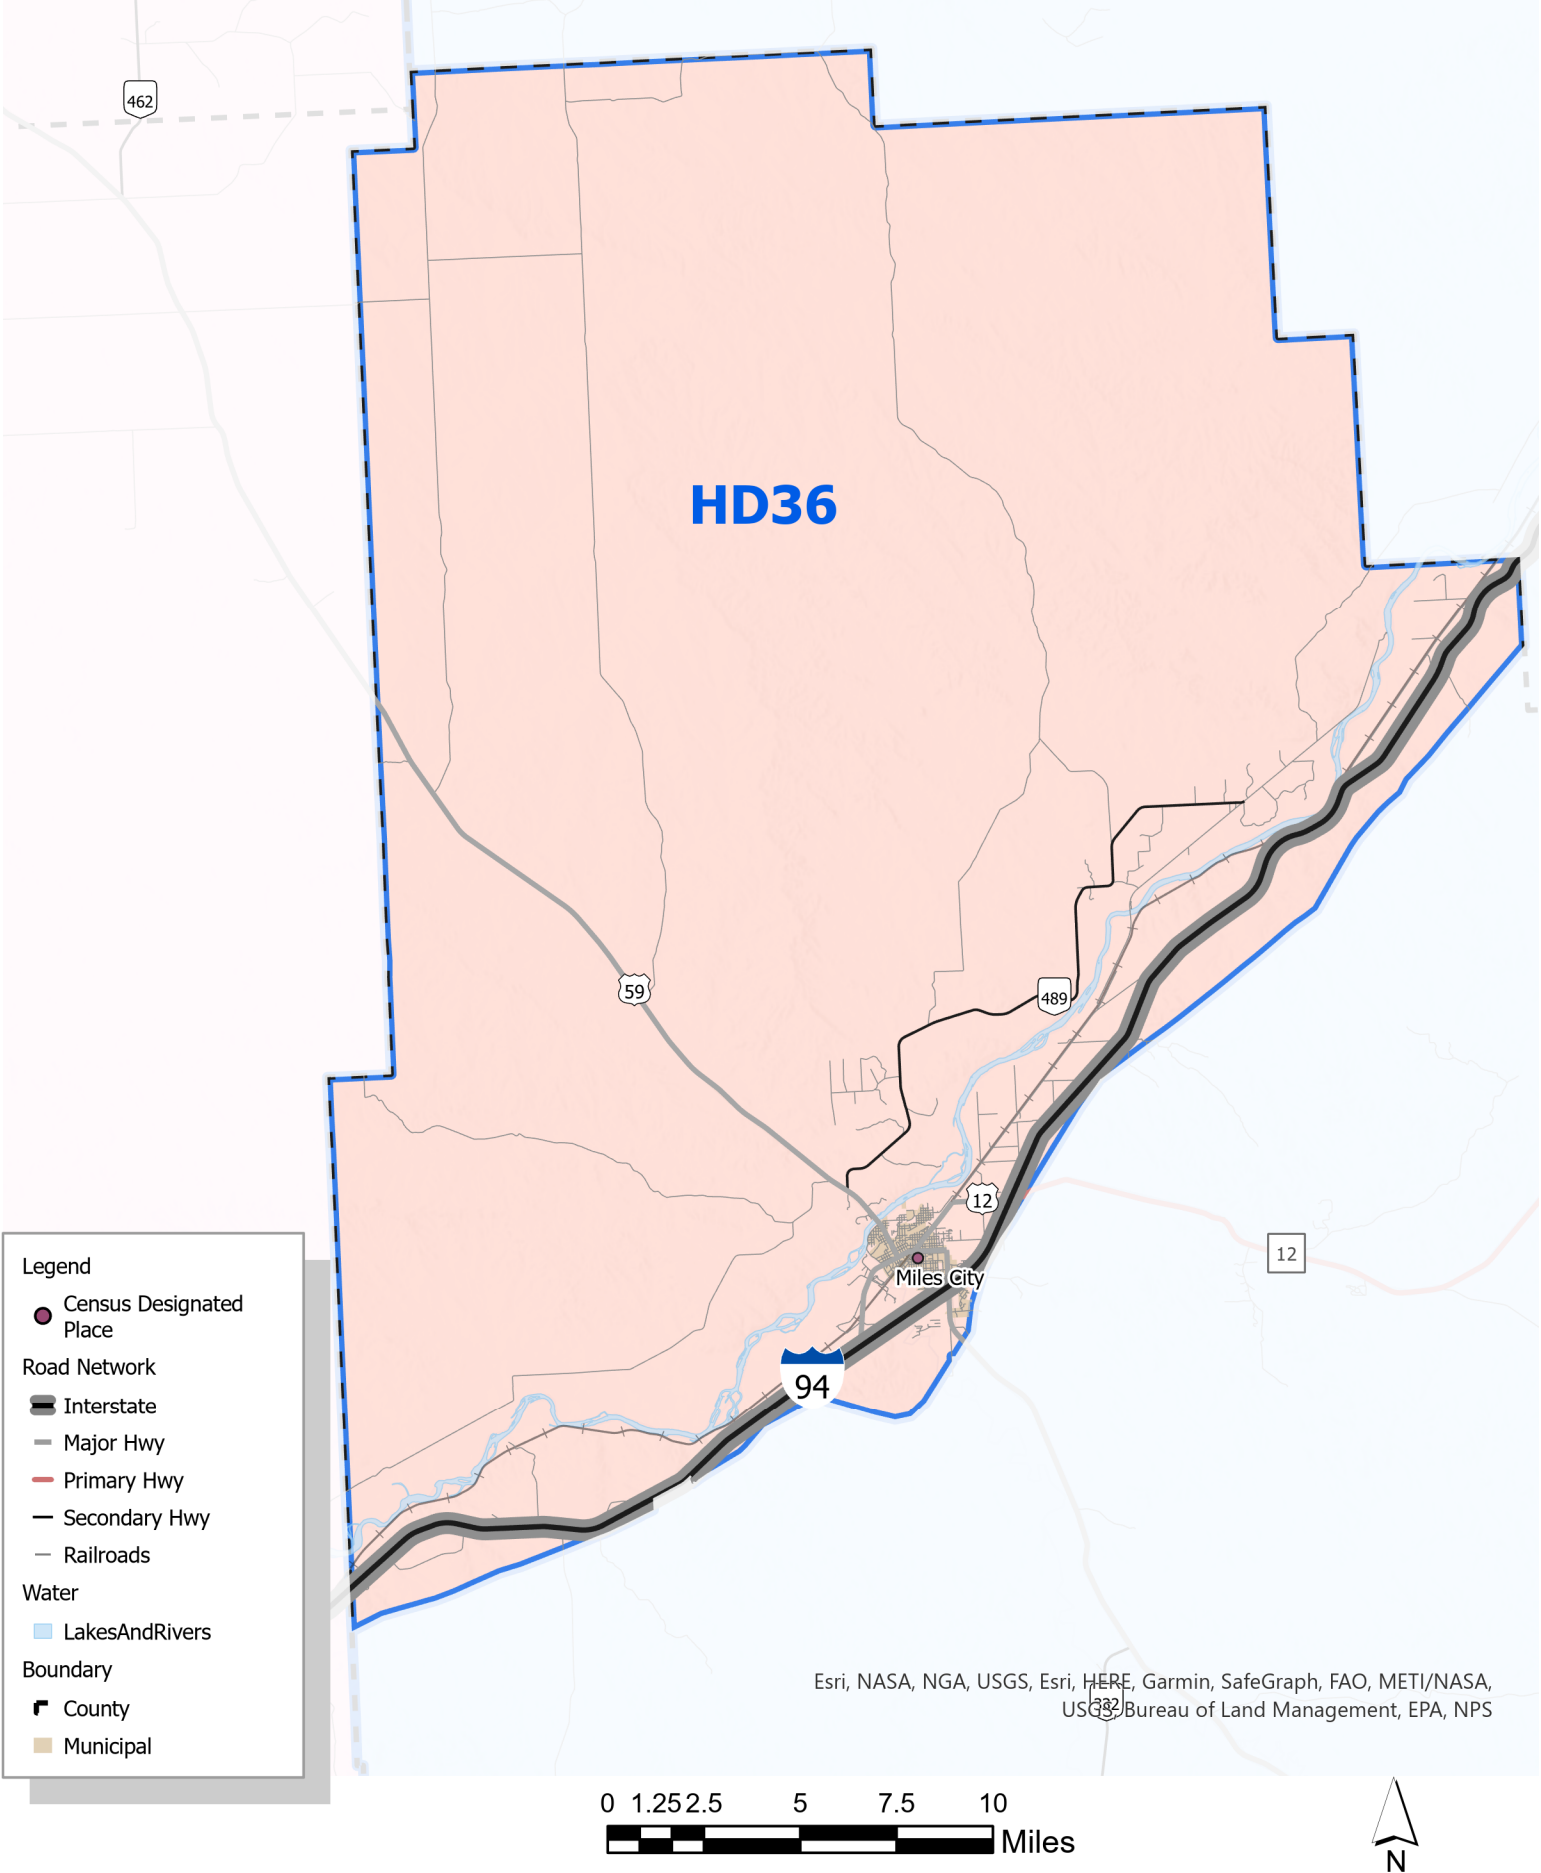 462
HD36
59
489
12
12
Miles City
94
Legend
Census Designated
Place
Road Network
Interstate
Major Hwy
Primary Hwy
Secondary Hwy
Railroads
Water
LakesAndRivers
Boundary
County
Municipal
Esri, NASA, NGA, USGS, Esri, HERE, Garmin, SafeGraph, FAO, METI/NASA,
332
USGS, Bureau of Land Management, EPA, NPS
0 1.25 2.5 5 7.5 10
Miles
N